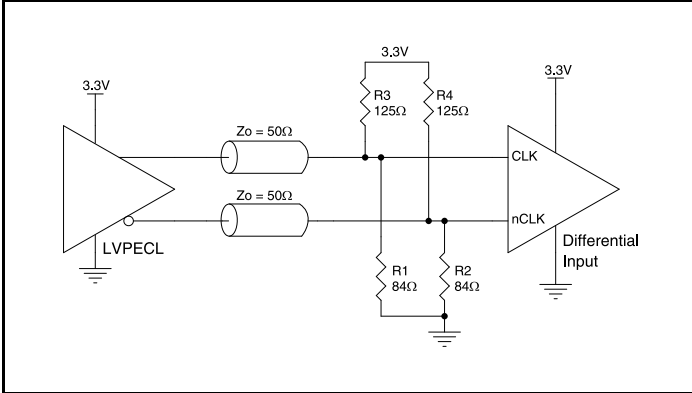 3.3V
3.3V
3.3V
R3
125Ω
R4
125Ω
Zo = 50Ω
CLK
Zo = 50Ω
nCLK
LVPECL
Differential
Input
R1
84Ω
R2
84Ω